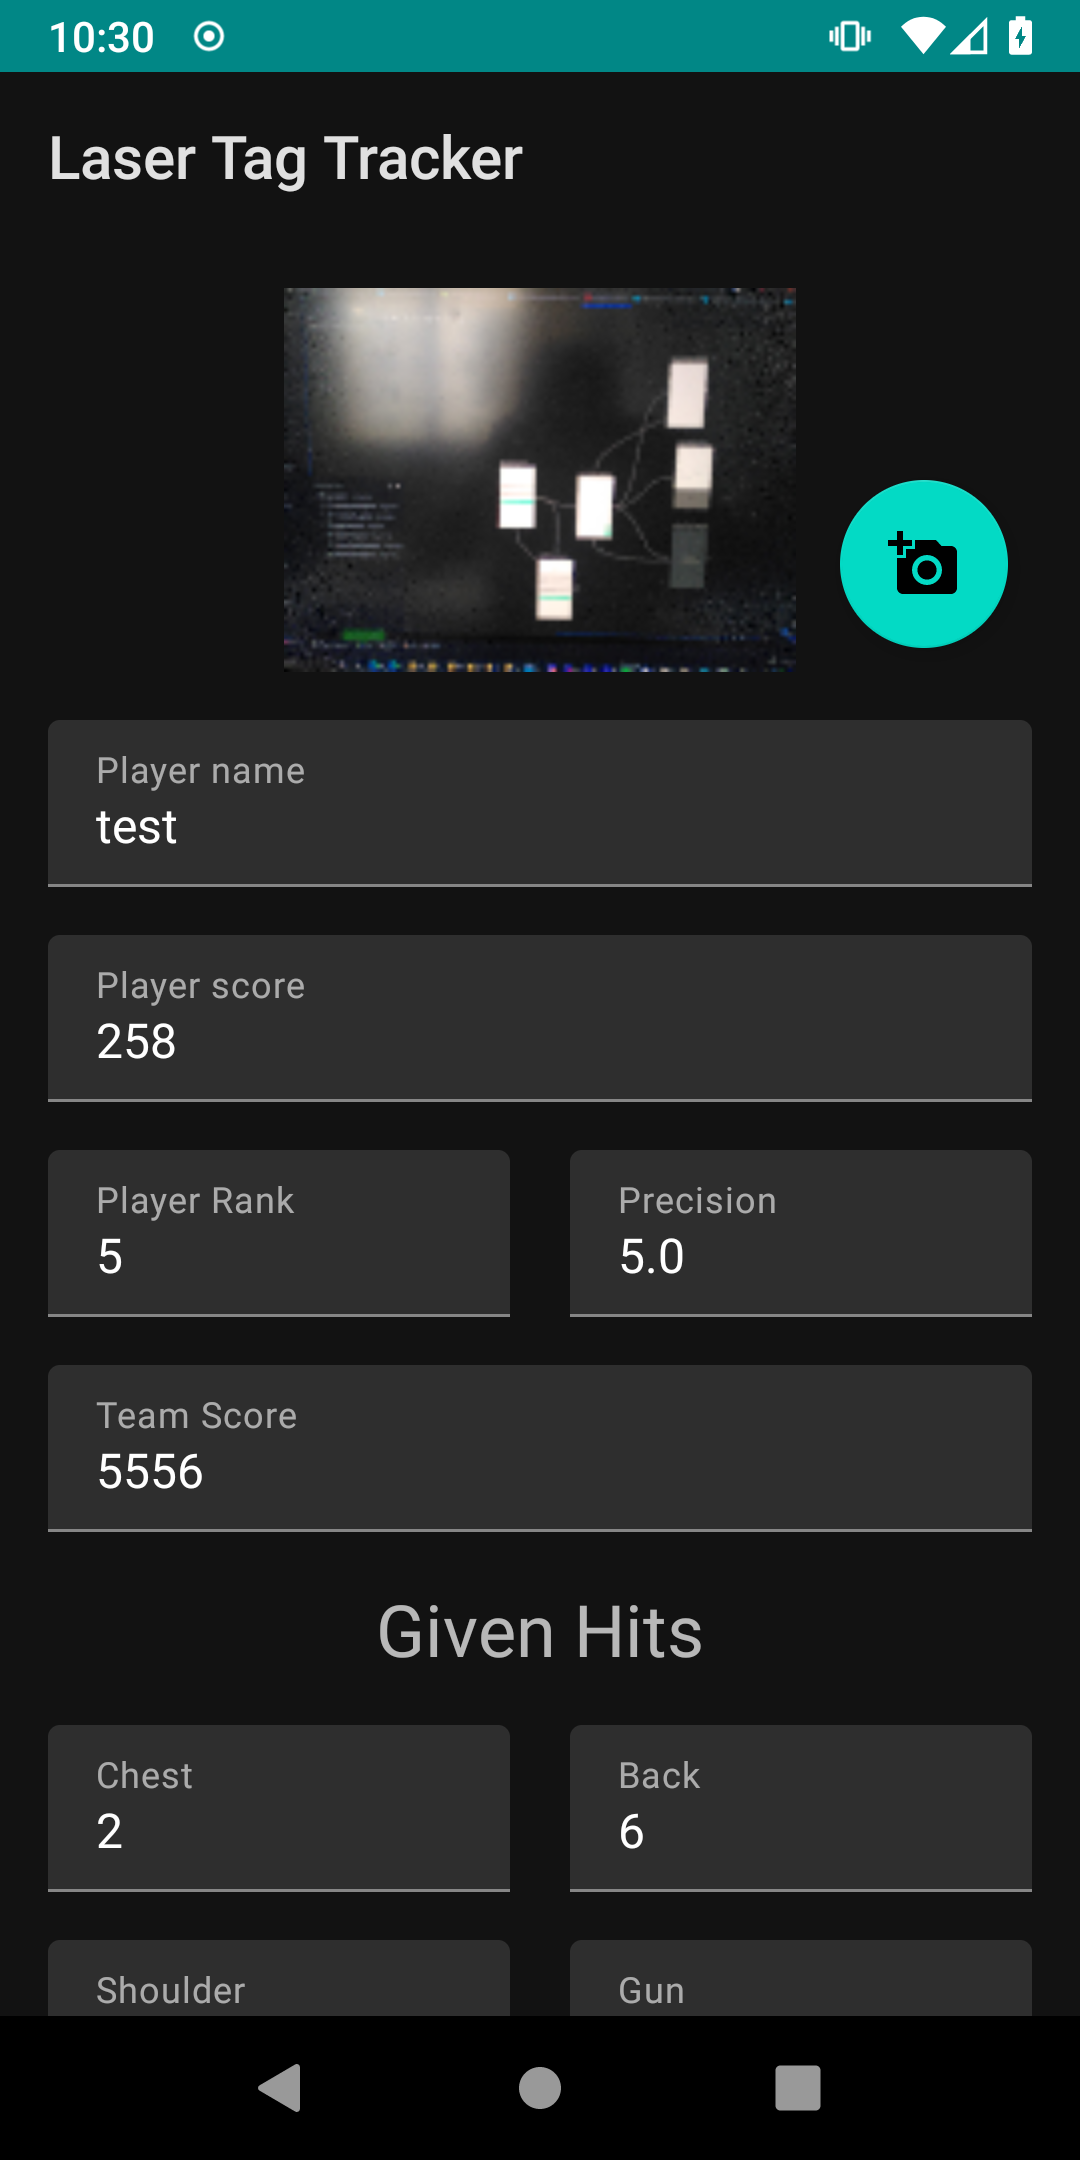 10:30
Laser Tag Tracker
Player name
test
Player score
258
Player Rank
Precision
5
5.0
Team Score
5556
Given Hits
Chest
Back
2
6
Shoulder
Gun